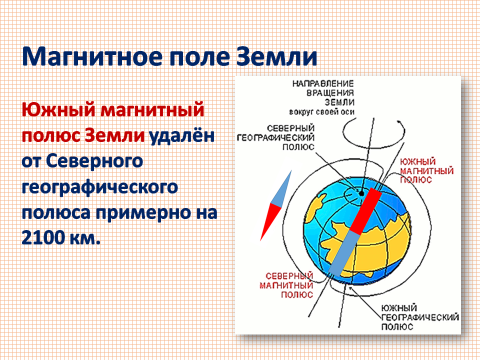 Магнитное поле Земли
Южный магнитный
полюс Земли удалён
от Северного
географического
полюса примерно на
2100 км.
НАПРАВЛЕНИЕ
ВРАЩЕНИЯ
ЗЕМЛИ
вокруг своей оси
СЕВЕРНЫЙ
ГЕОГРАФИЧЕСКИЙ
ПОЛЮС
ЮЖНЫЙ
МАГНИТНЫЙ
ПОЛЮС
СЕВЕРНЫЙ
МАГНИТНЫЙ
ПОЛЮС
ЮЖНЫЙ
ГЕОГРАФИЧЕСКИЙ
ПОЛЮС